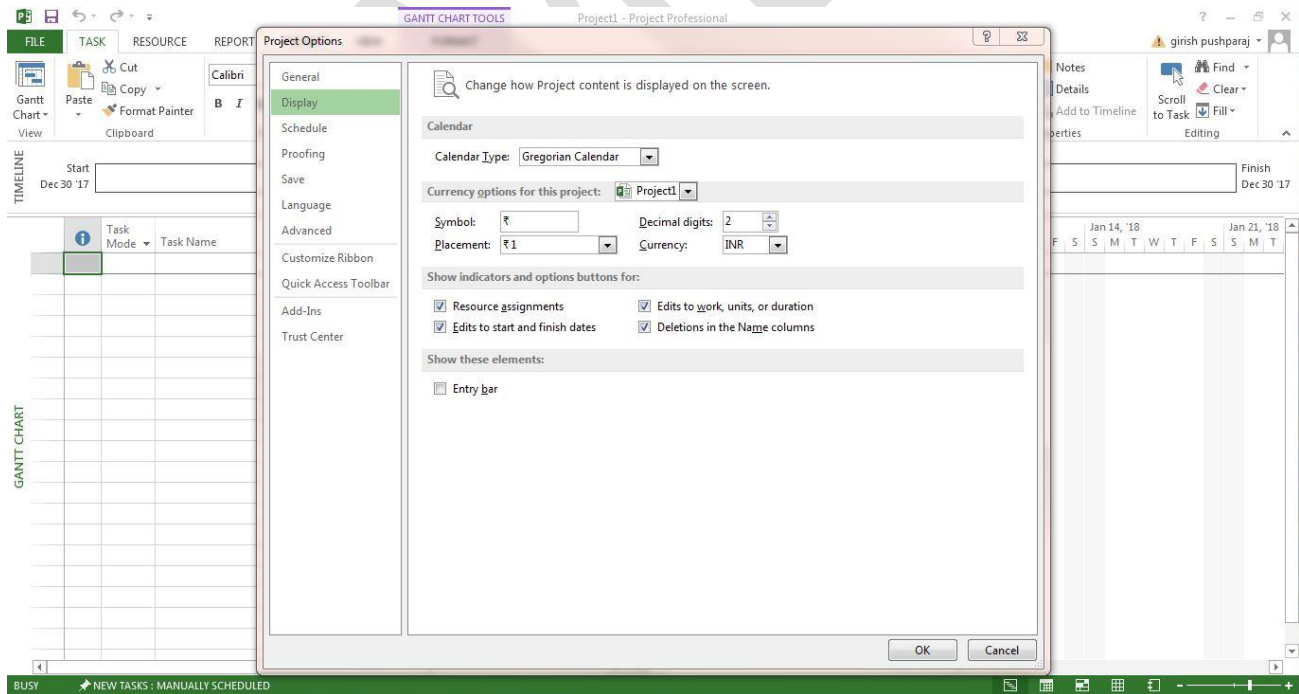 GANTT CHART TOOLS Project1 - Project Professional
FILE TASK RESOURCE REPORT girish pushparaj
Project Options
Gantt Chart
View
Paste
Cut
Copy
Format Painter
Clipboard
Calibri
B I
Notes
Details
Add to Timeline
perties
Scroll to Task
Find
Clear
Fill
Editing
TIMELINE
Start
Dec 30 '17
Finish
Dec 30 '17
Task Mode
Task Name
Jan 14, '18 Jan 21, '18
F S S M T W T F S S M T
GANTT CHART
General
Display
Schedule
Proofing
Save
Language
Advanced
Customize Ribbon
Quick Access Toolbar
Add-Ins
Trust Center
Change how Project content is displayed on the screen.
Calendar
Calendar Type: Gregorian Calendar
Currency options for this project: Project1
Symbol: ₹ Decimal digits: 2
Placement: ₹1 Currency: INR
Show indicators and options buttons for:
Resource assignments Edits to work, units, or duration
Edits to start and finish dates Deletions in the Name columns
Show these elements:
Entry bar
OK Cancel
BUSY NEW TASKS : MANUALLY SCHEDULED